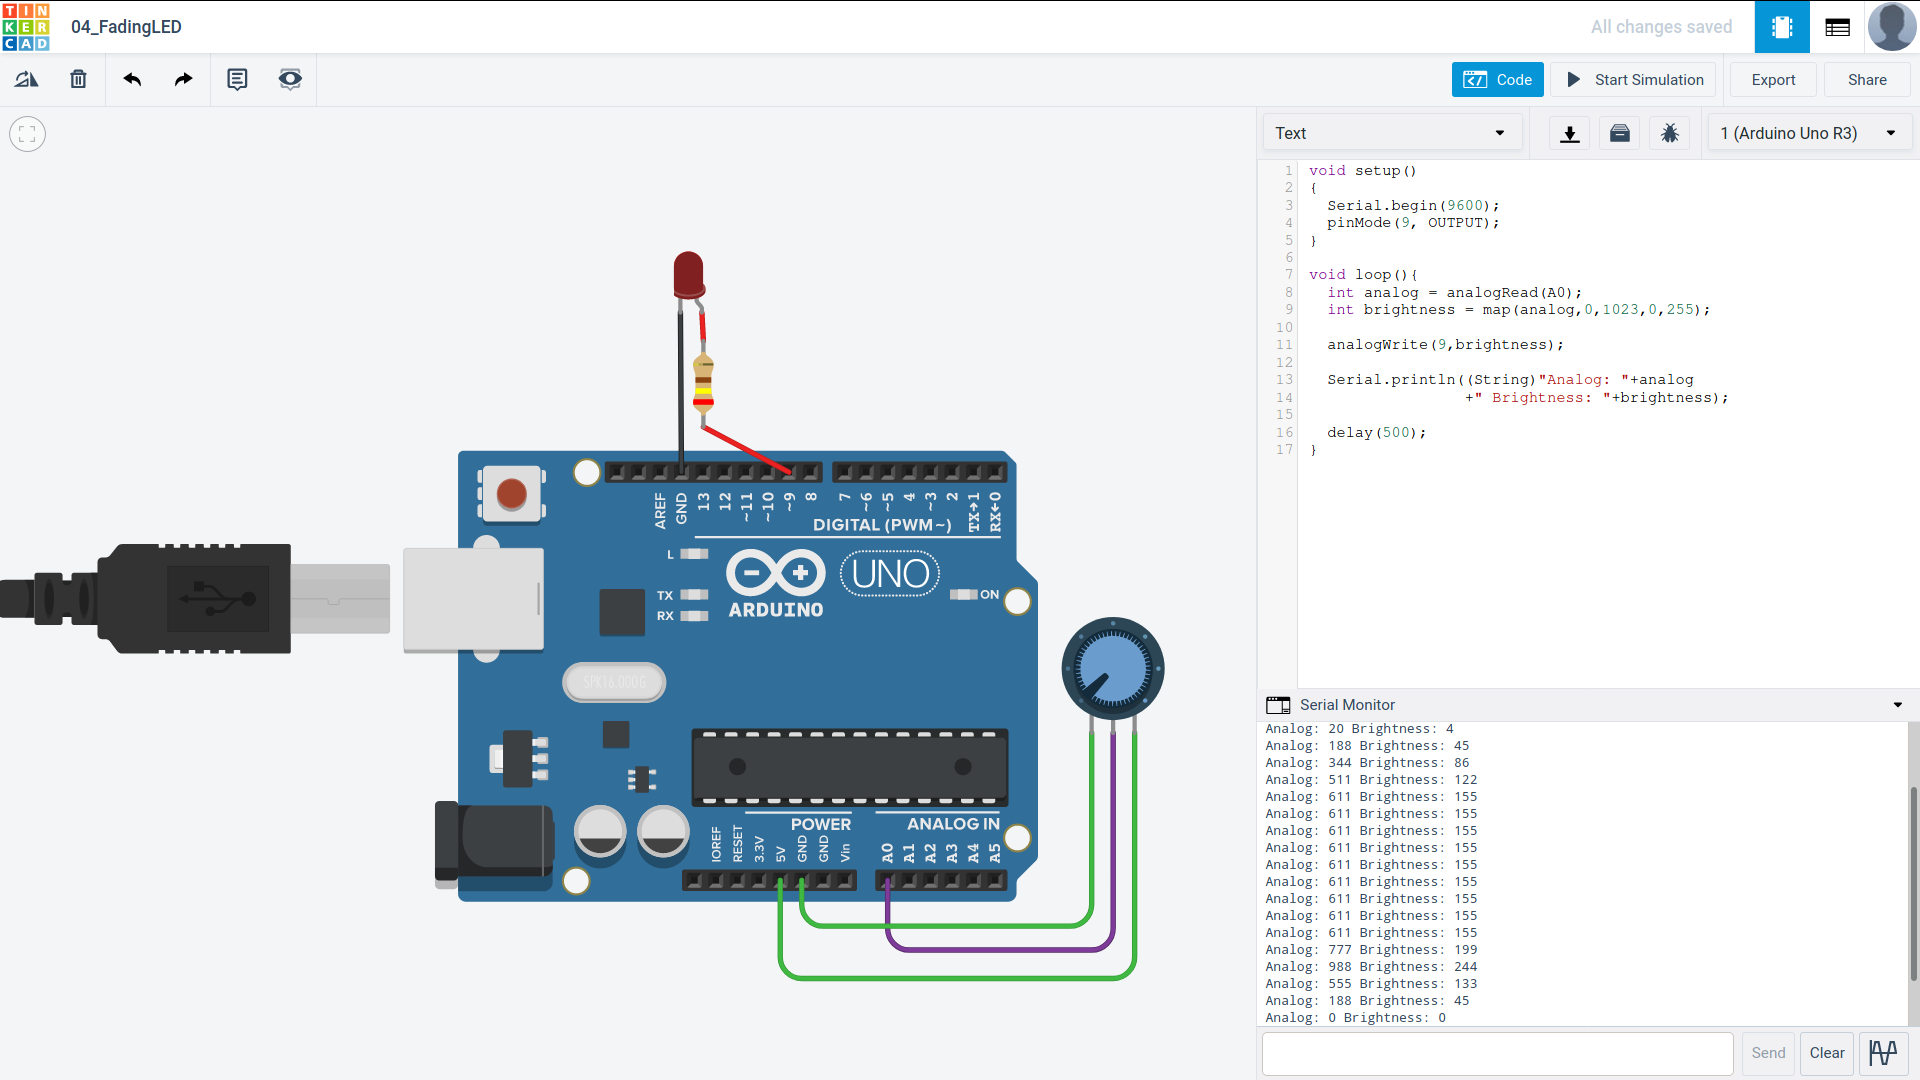 TIN
KER
CAD
04_FadingLED
All changes saved
Code
Start Simulation
Export
Share
Text
1 (Arduino Uno R3)
1 void setup()
2 {
3 Serial.begin(9600);
4 pinMode(9, OUTPUT);
5 }
6
7 void loop(){
8 int analog = analogRead(A0);
9 int brightness = map(analog,0,1023,0,255);
10
11 analogWrite(9,brightness);
12
13 Serial.println((String)"Analog: "+analog
14 +" Brightness: "+brightness);
15
16 delay(500);
17 }
AREF
GND
13
12
~11
~10
~9
8
7
~6
~5
4
~3
2
TX→1
RX←0
DIGITAL (PWM~)
L
TX
RX
ARDUINO
UNO
ON
SPK16.000G
POWER
ANALOG IN
IOREF
RESET
3.3V
5V
GND
GND
Vin
A0
A1
A2
A3
A4
A5
Serial Monitor
Analog: 20 Brightness: 4
Analog: 188 Brightness: 45
Analog: 344 Brightness: 86
Analog: 511 Brightness: 122
Analog: 611 Brightness: 155
Analog: 611 Brightness: 155
Analog: 611 Brightness: 155
Analog: 611 Brightness: 155
Analog: 611 Brightness: 155
Analog: 611 Brightness: 155
Analog: 611 Brightness: 155
Analog: 611 Brightness: 155
Analog: 611 Brightness: 155
Analog: 777 Brightness: 199
Analog: 988 Brightness: 244
Analog: 555 Brightness: 133
Analog: 188 Brightness: 45
Analog: 0 Brightness: 0
Send
Clear